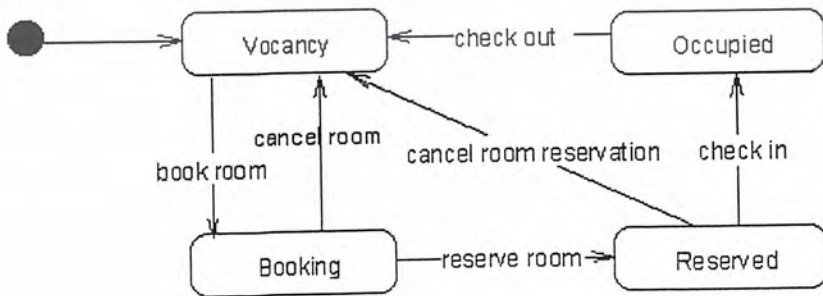 Vocancy
check out
Occupied
book room
cancel room
cancel room reservation
check in
Booking
reserve room
Reserved